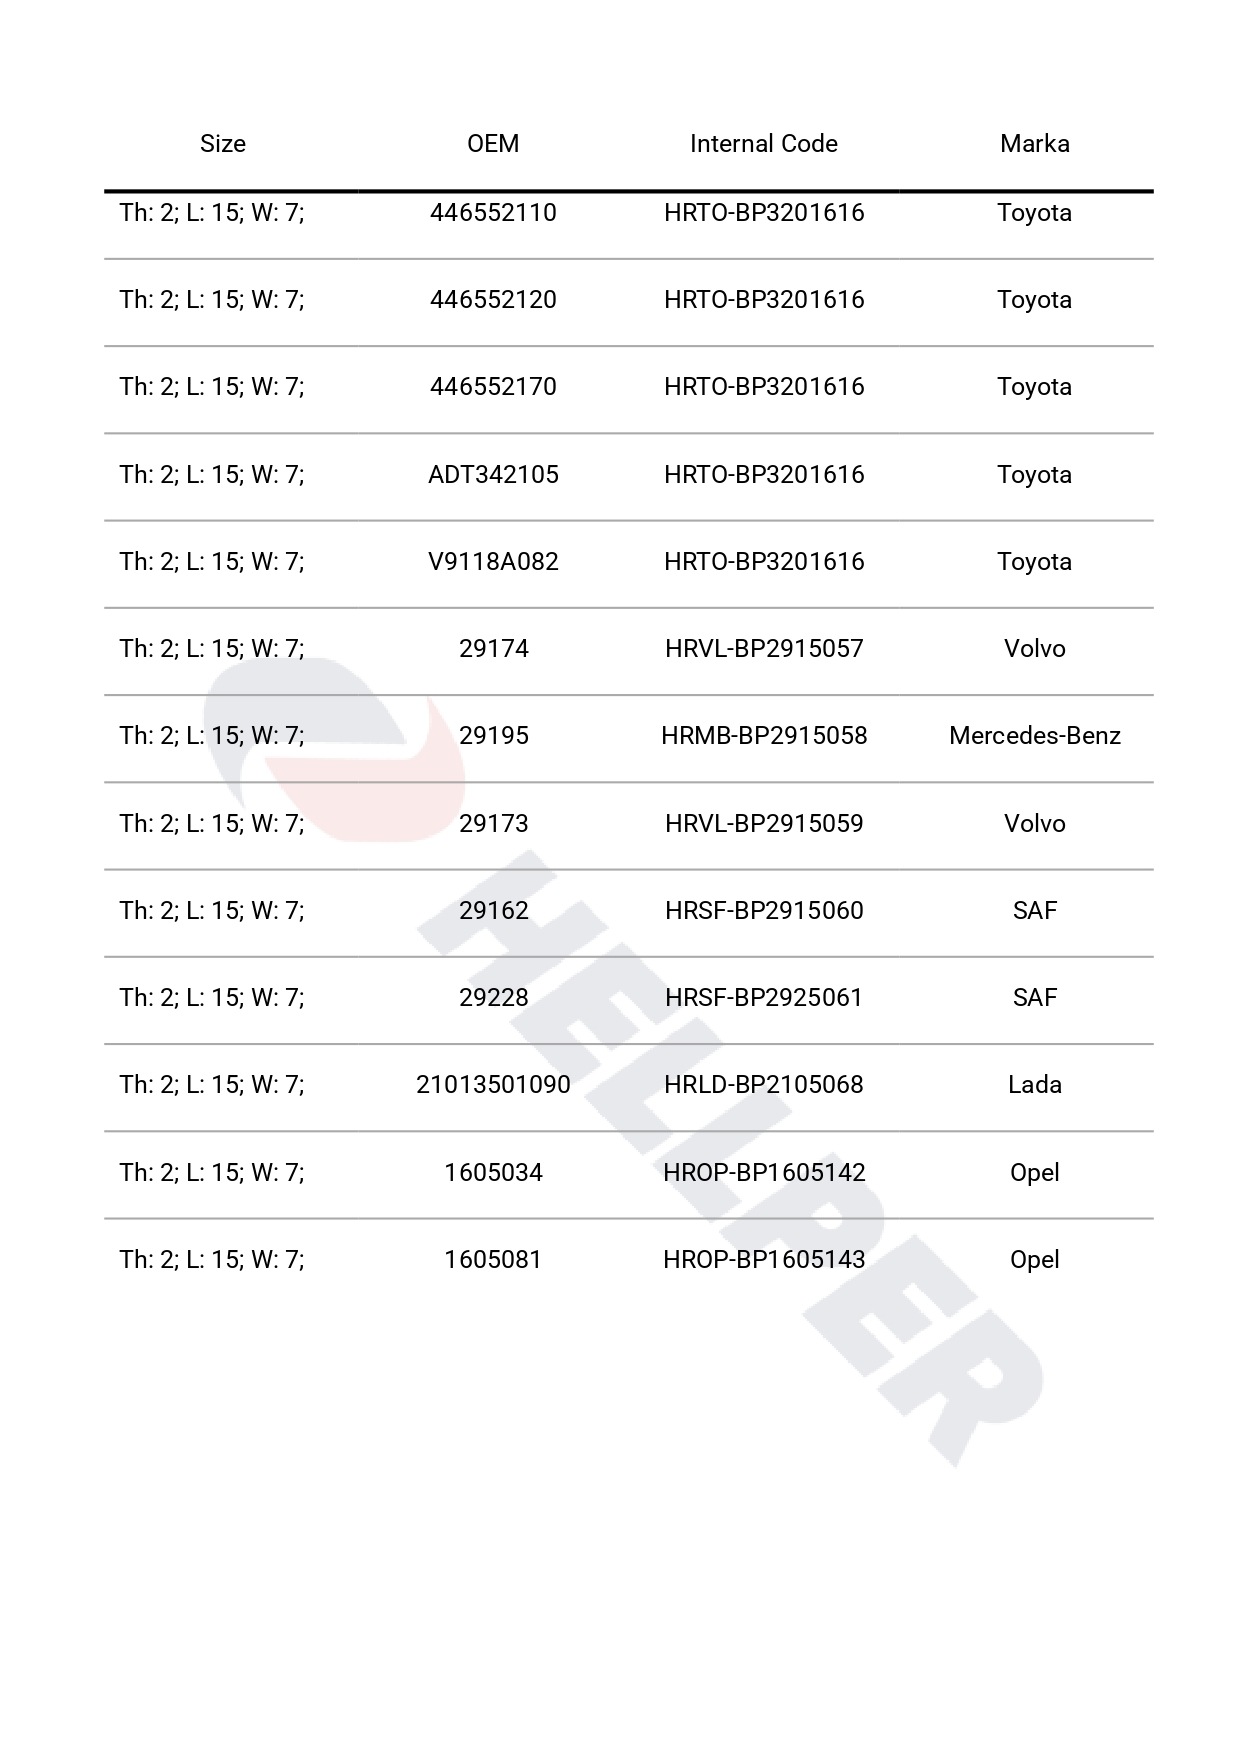 Size OEM Internal Code Marka
Th: 2; L: 15; W: 7; 446552110 HRTO-BP3201616 Toyota
Th: 2; L: 15; W: 7; 446552120 HRTO-BP3201616 Toyota
Th: 2; L: 15; W: 7; 446552170 HRTO-BP3201616 Toyota
Th: 2; L: 15; W: 7; ADT342105 HRTO-BP3201616 Toyota
Th: 2; L: 15; W: 7; V9118A082 HRTO-BP3201616 Toyota
Th: 2; L: 15; W: 7; 29174 HRVL-BP2915057 Volvo
Th: 2; L: 15; W: 7; 29195 HRMB-BP2915058 Mercedes-Benz
Th: 2; L: 15; W: 7; 29173 HRVL-BP2915059 Volvo
Th: 2; L: 15; W: 7; 29162 HRSF-BP2915060 SAF
Th: 2; L: 15; W: 7; 29228 HRSF-BP2925061 SAF
Th: 2; L: 15; W: 7; 21013501090 HRLD-BP2105068 Lada
Th: 2; L: 15; W: 7; 1605034 HROP-BP1605142 Opel
Th: 2; L: 15; W: 7; 1605081 HROP-BP1605143 Opel
HELLPER